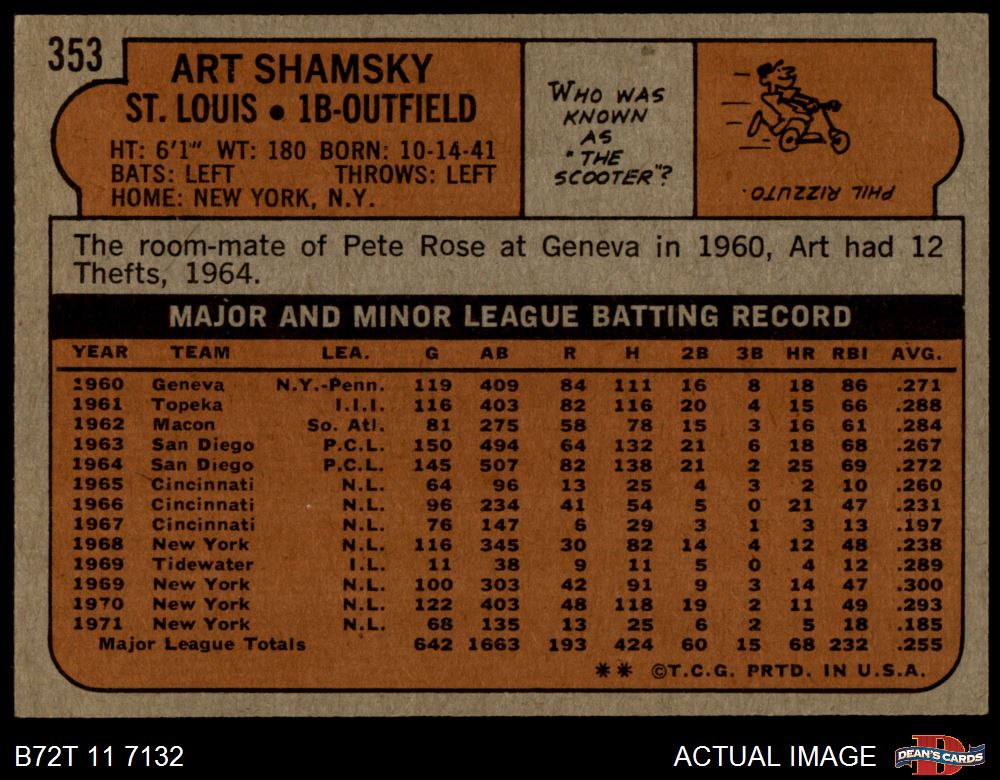 353
ART SHAMSKY
ST. LOUIS • 1B-OUTFIELD
HT: 6'1" WT: 180 BORN: 10-14-41
BATS: LEFT THROWS: LEFT
HOME: NEW YORK, N.Y.
WHO WAS
KNOWN
AS
"THE
SCOOTER"?
PHIL RIZZUTO.
The room-mate of Pete Rose at Geneva in 1960, Art had 12
Thefts, 1964.
MAJOR AND MINOR LEAGUE BATTING RECORD
YEAR TEAM LEA. G AB R H 2B 3B HR RBI AVG.
1960 Geneva N.Y.-Penn. 119 409 84 111 16 8 18 86 .271
1961 Topeka I.I.I. 116 403 82 116 20 4 15 66 .288
1962 Macon So. Atl. 81 275 58 78 15 3 16 61 .284
1963 San Diego P.C.L. 150 494 64 132 21 6 18 68 .267
1964 San Diego P.C.L. 145 507 82 138 21 2 25 69 .272
1965 Cincinnati N.L. 64 96 13 25 4 3 2 10 .260
1966 Cincinnati N.L. 96 234 41 54 5 0 21 47 .231
1967 Cincinnati N.L. 76 147 6 29 3 1 3 13 .197
1968 New York N.L. 116 345 30 82 14 4 12 48 .238
1969 Tidewater I.L. 11 38 9 11 5 0 4 12 .289
1969 New York N.L. 100 303 42 91 9 3 14 47 .300
1970 New York N.L. 122 403 48 118 19 2 11 49 .293
1971 New York N.L. 68 135 13 25 6 2 5 18 .185
Major League Totals 642 1663 193 424 60 15 68 232 .255
** ©T.C.G. PRTD. IN U.S.A.
B72T 11 7132
ACTUAL IMAGE
DEAN'S CARDS